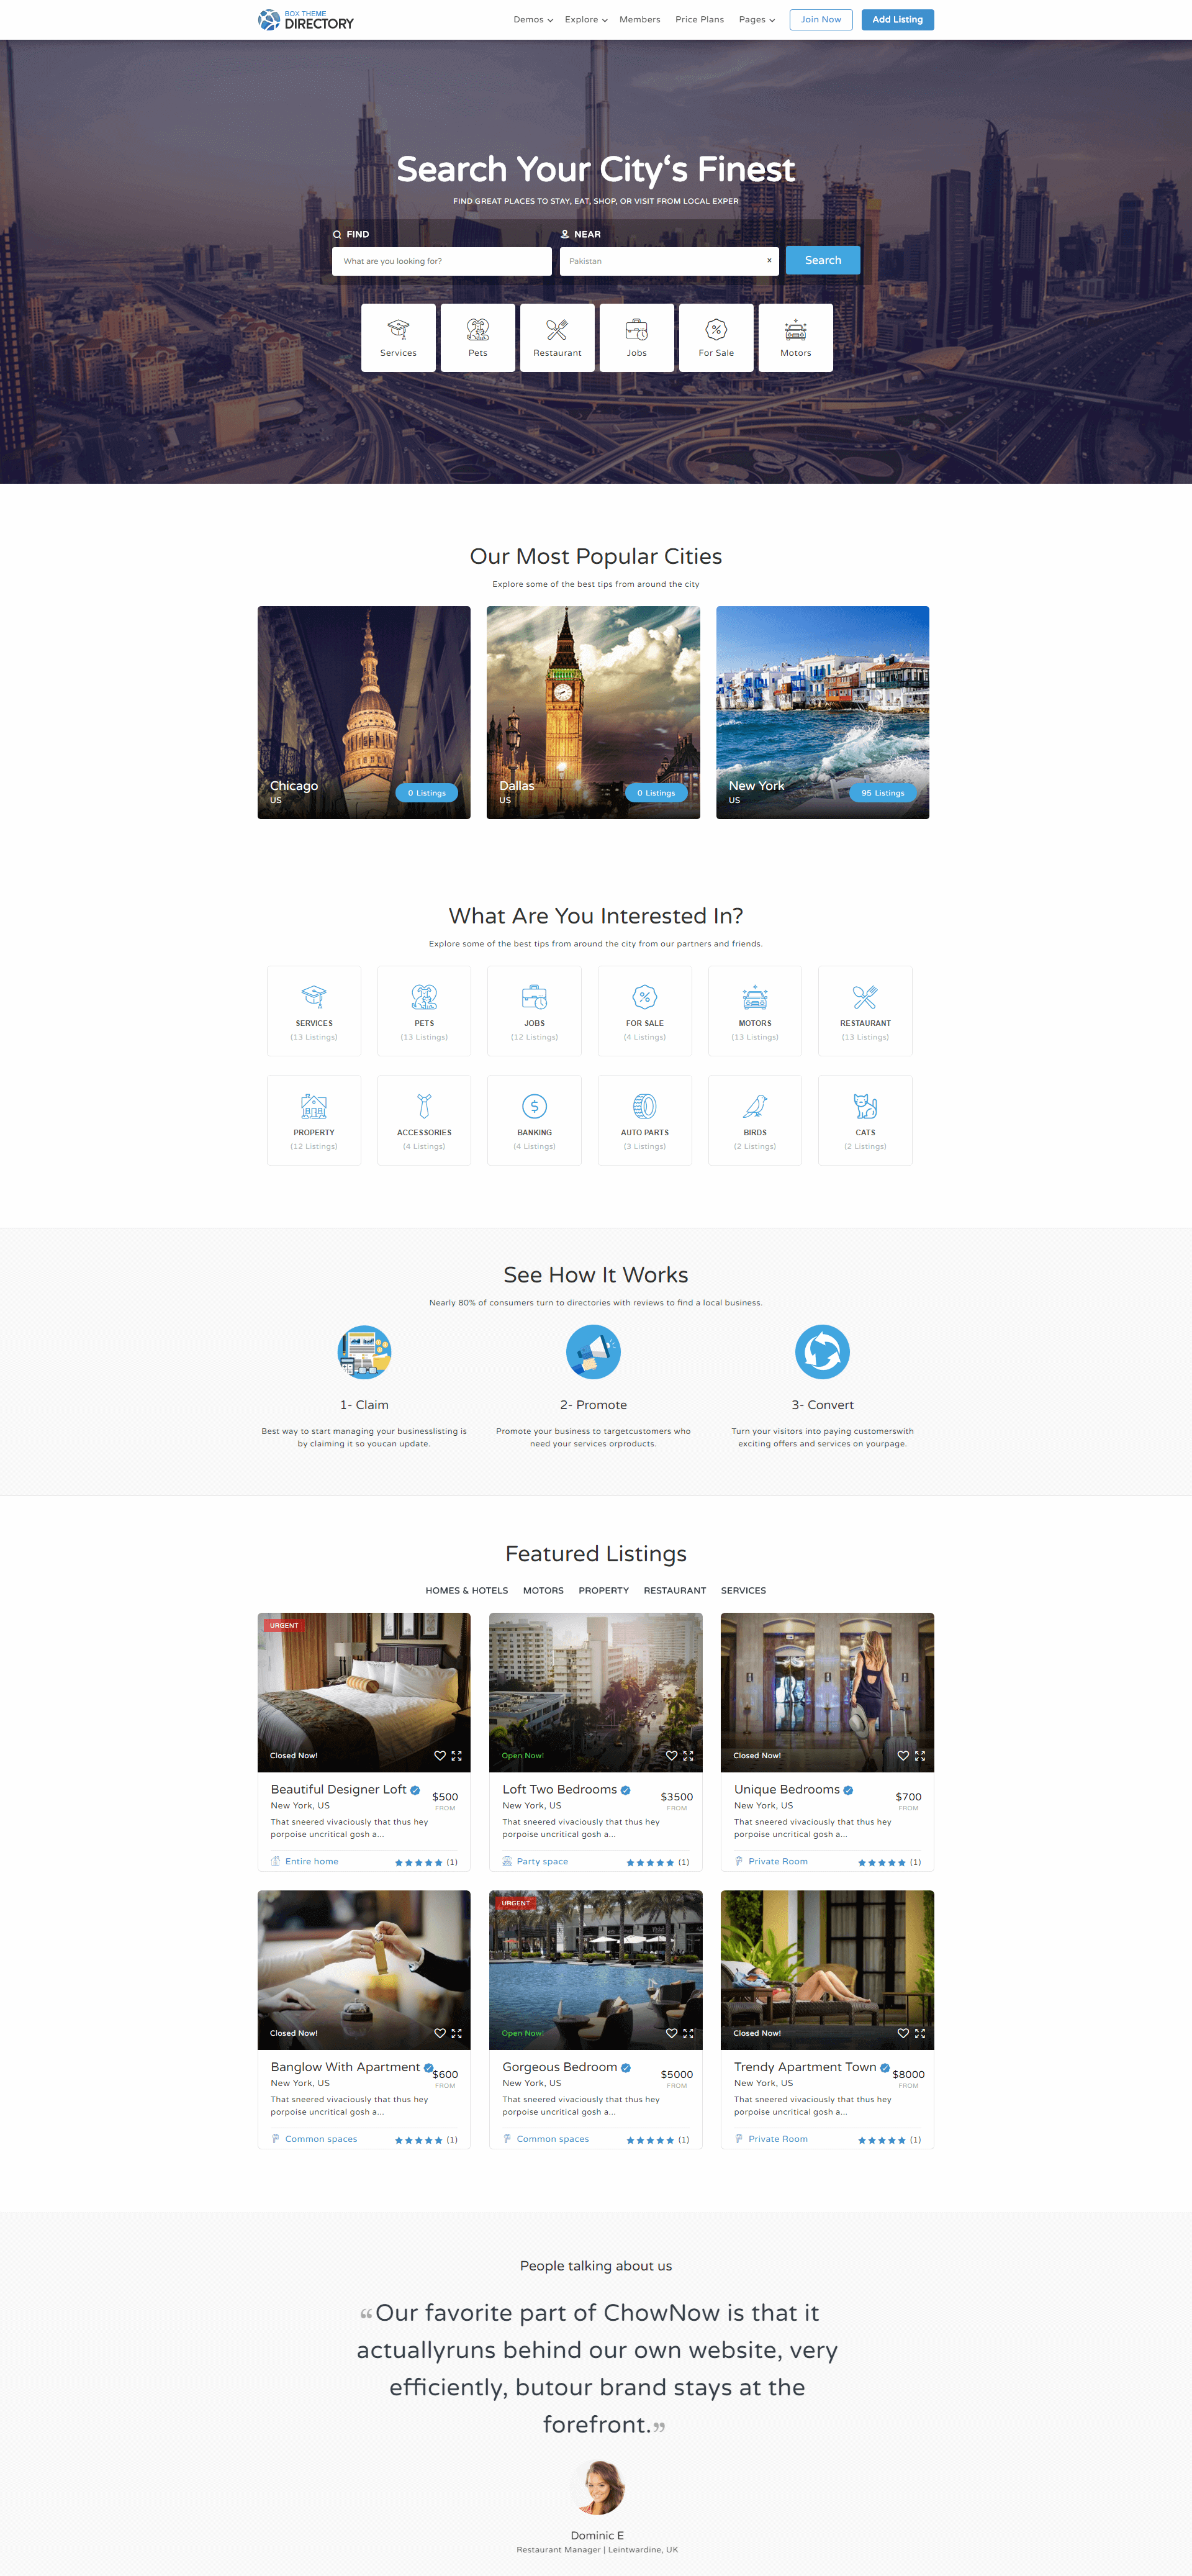 BOX THEME
DIRECTORY
Demos Explore Members Price Plans Pages Join Now Add Listing
Search Your City‘s Finest
FIND GREAT PLACES TO STAY, EAT, SHOP, OR VISIT FROM LOCAL EXPER
FIND NEAR
What are you looking for? Pakistan x Search
Services Pets Restaurant Jobs For Sale Motors
Our Most Popular Cities
Explore some of the best tips from around the city
Chicago
US
0 Listings
Dallas
US
0 Listings
New York
US
95 Listings
What Are You Interested In?
Explore some of the best tips from around the city from our partners and friends.
SERVICES PETS JOBS FOR SALE MOTORS RESTAURANT
(13 Listings) (13 Listings) (12 Listings) (4 Listings) (13 Listings) (13 Listings)
PROPERTY ACCESSORIES BANKING AUTO PARTS BIRDS CATS
(12 Listings) (4 Listings) (4 Listings) (3 Listings) (2 Listings) (2 Listings)
See How It Works
Nearly 80% of consumers turn to directories with reviews to find a local business.
1- Claim
Best way to start managing your businesslisting is
by claiming it so youcan update.
2- Promote
Promote your business to targetcustomers who
need your services orproducts.
3- Convert
Turn your visitors into paying customerswith
exciting offers and services on yourpage.
Featured Listings
HOMES & HOTELS MOTORS PROPERTY RESTAURANT SERVICES
URGENT
Closed Now!
Beautiful Designer Loft
$500
New York, US
FROM
That sneered vivaciously that thus hey
porpoise uncritical gosh a...
Entire home (1)
Open Now!
Loft Two Bedrooms
$3500
New York, US
FROM
That sneered vivaciously that thus hey
porpoise uncritical gosh a...
Party space (1)
Closed Now!
Unique Bedrooms
$700
New York, US
FROM
That sneered vivaciously that thus hey
porpoise uncritical gosh a...
Private Room (1)
Closed Now!
Banglow With Apartment
$600
New York, US
FROM
That sneered vivaciously that thus hey
porpoise uncritical gosh a...
Common spaces (1)
URGENT
Open Now!
Gorgeous Bedroom
$5000
New York, US
FROM
That sneered vivaciously that thus hey
porpoise uncritical gosh a...
Common spaces (1)
Closed Now!
Trendy Apartment Town
$8000
New York, US
FROM
That sneered vivaciously that thus hey
porpoise uncritical gosh a...
Private Room (1)
People talking about us
“Our favorite part of ChowNow is that it
actuallyruns behind our own website, very
efficiently, butour brand stays at the
forefront.”
Dominic E
Restaurant Manager | Leintwardine, UK